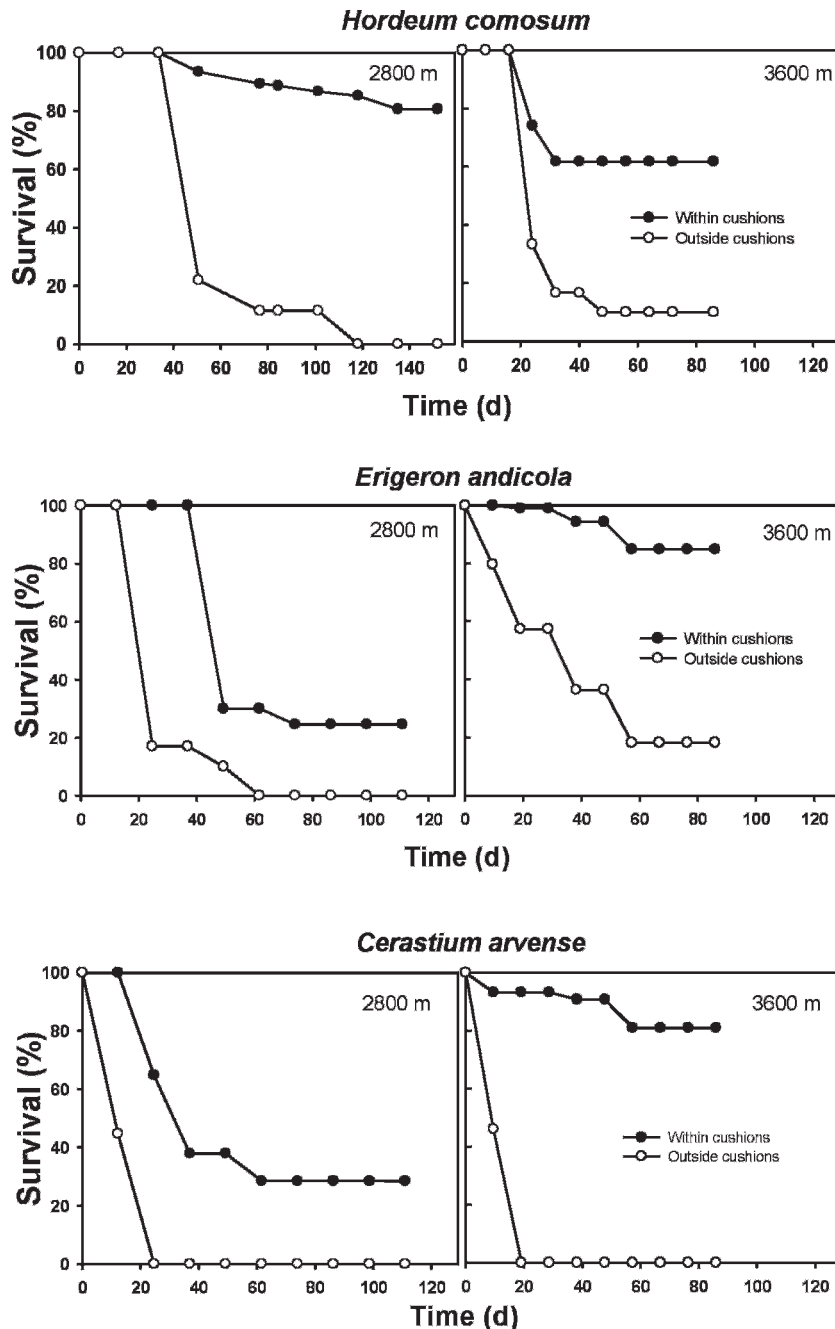 Hordeum comosum
2800 m
3600 m
100
80
60
40
20
0
Survival (%)
Within cushions
Outside cushions
0 20 40 60 80 100 120 140
0 20 40 60 80 100 120
Time (d)
Erigeron andicola
2800 m
3600 m
100
80
60
40
20
0
Survival (%)
Within cushions
Outside cushions
0 20 40 60 80 100 120
0 20 40 60 80 100 120
Time (d)
Cerastium arvense
2800 m
3600 m
100
80
60
40
20
0
Survival (%)
Within cushions
Outside cushions
0 20 40 60 80 100 120
0 20 40 60 80 100 120
Time (d)